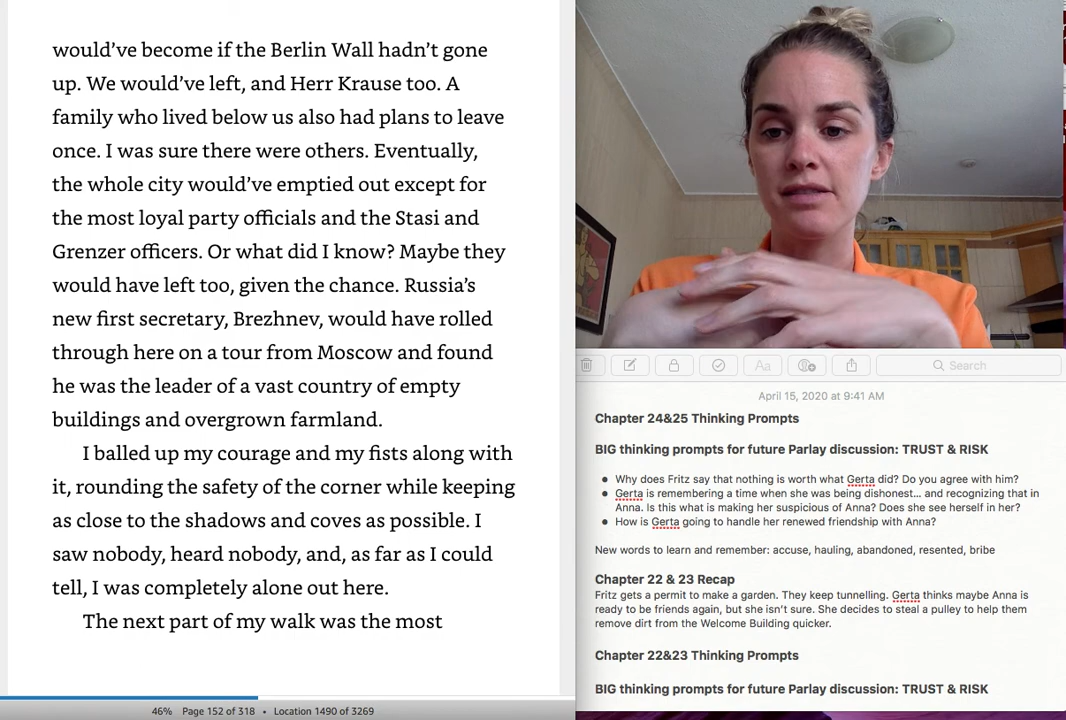 would've become if the Berlin Wall hadn't gone
up. We would've left, and Herr Krause too. A
family who lived below us also had plans to leave
once. I was sure there were others. Eventually,
the whole city would've emptied out except for
the most loyal party officials and the Stasi and
Grenzer officers. Or what did I know? Maybe they
would have left too, given the chance. Russia's
new first secretary, Brezhnev, would have rolled
through here on a tour from Moscow and found
he was the leader of a vast country of empty
buildings and overgrown farmland.
I balled up my courage and my fists along with
it, rounding the safety of the corner while keeping
as close to the shadows and coves as possible. I
saw nobody, heard nobody, and, as far as I could
tell, I was completely alone out here.
The next part of my walk was the most
46% Page 152 of 318 • Location 1490 of 3269
Aa
Search
April 15, 2020 at 9:41 AM
Chapter 24&25 Thinking Prompts
BIG thinking prompts for future Parlay discussion: TRUST & RISK
• Why does Fritz say that nothing is worth what Gerta did? Do you agree with him?
• Gerta is remembering a time when she was being dishonest... and recognizing that in
Anna. Is this what is making her suspicious of Anna? Does she see herself in her?
• How is Gerta going to handle her renewed friendship with Anna?
New words to learn and remember: accuse, hauling, abandoned, resented, bribe
Chapter 22 & 23 Recap
Fritz gets a permit to make a garden. They keep tunnelling. Gerta thinks maybe Anna is
ready to be friends again, but she isn't sure. She decides to steal a pulley to help them
remove dirt from the Welcome Building quicker.
Chapter 22&23 Thinking Prompts
BIG thinking prompts for future Parlay discussion: TRUST & RISK